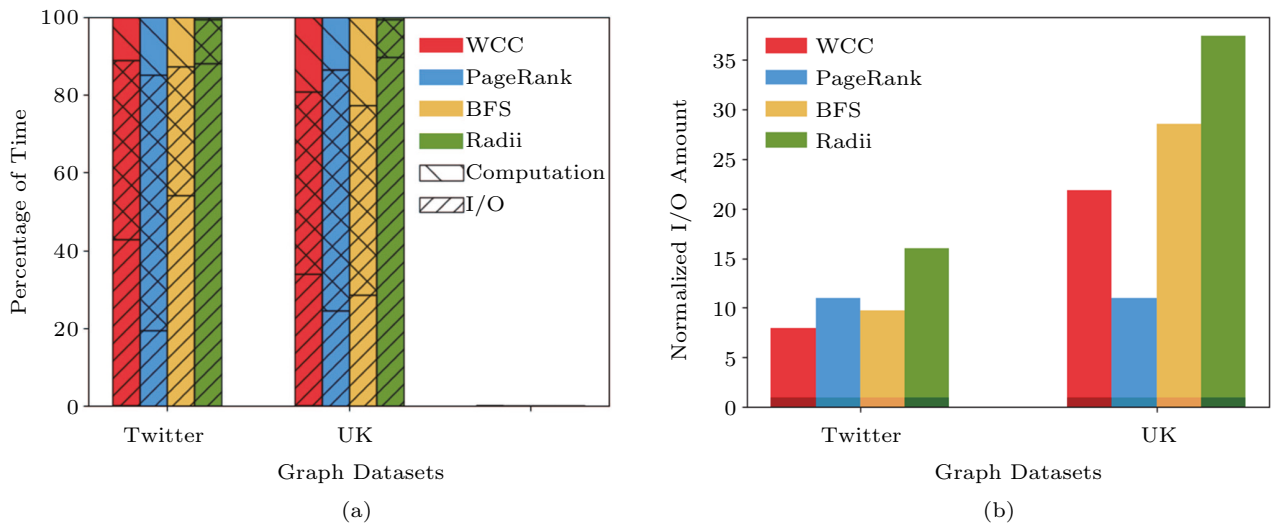 100
80
60
40
20
0
Percentage of Time
WCC
PageRank
BFS
Radii
Computation
I/O
Twitter
UK
Graph Datasets
(a)
35
30
25
20
15
10
5
0
Normalized I/O Amount
WCC
PageRank
BFS
Radii
Twitter
UK
Graph Datasets
(b)